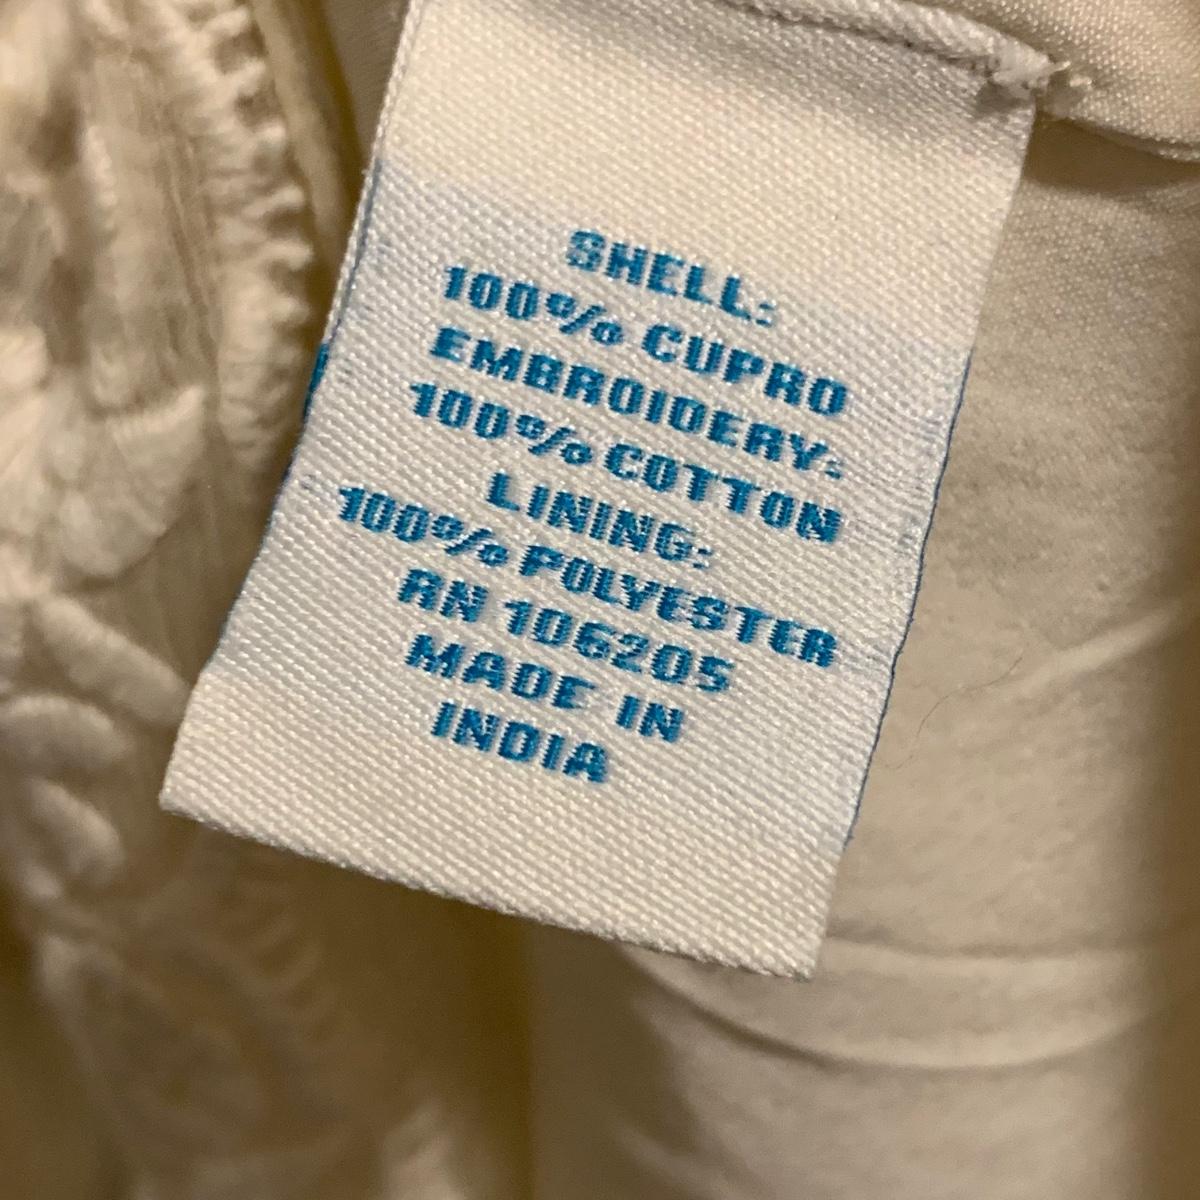 SHELL:
100% CUPRO
EMBROIDERY:
100% COTTON
LINING:
100% POLYESTER
RN 106205
MADE IN
INDIA